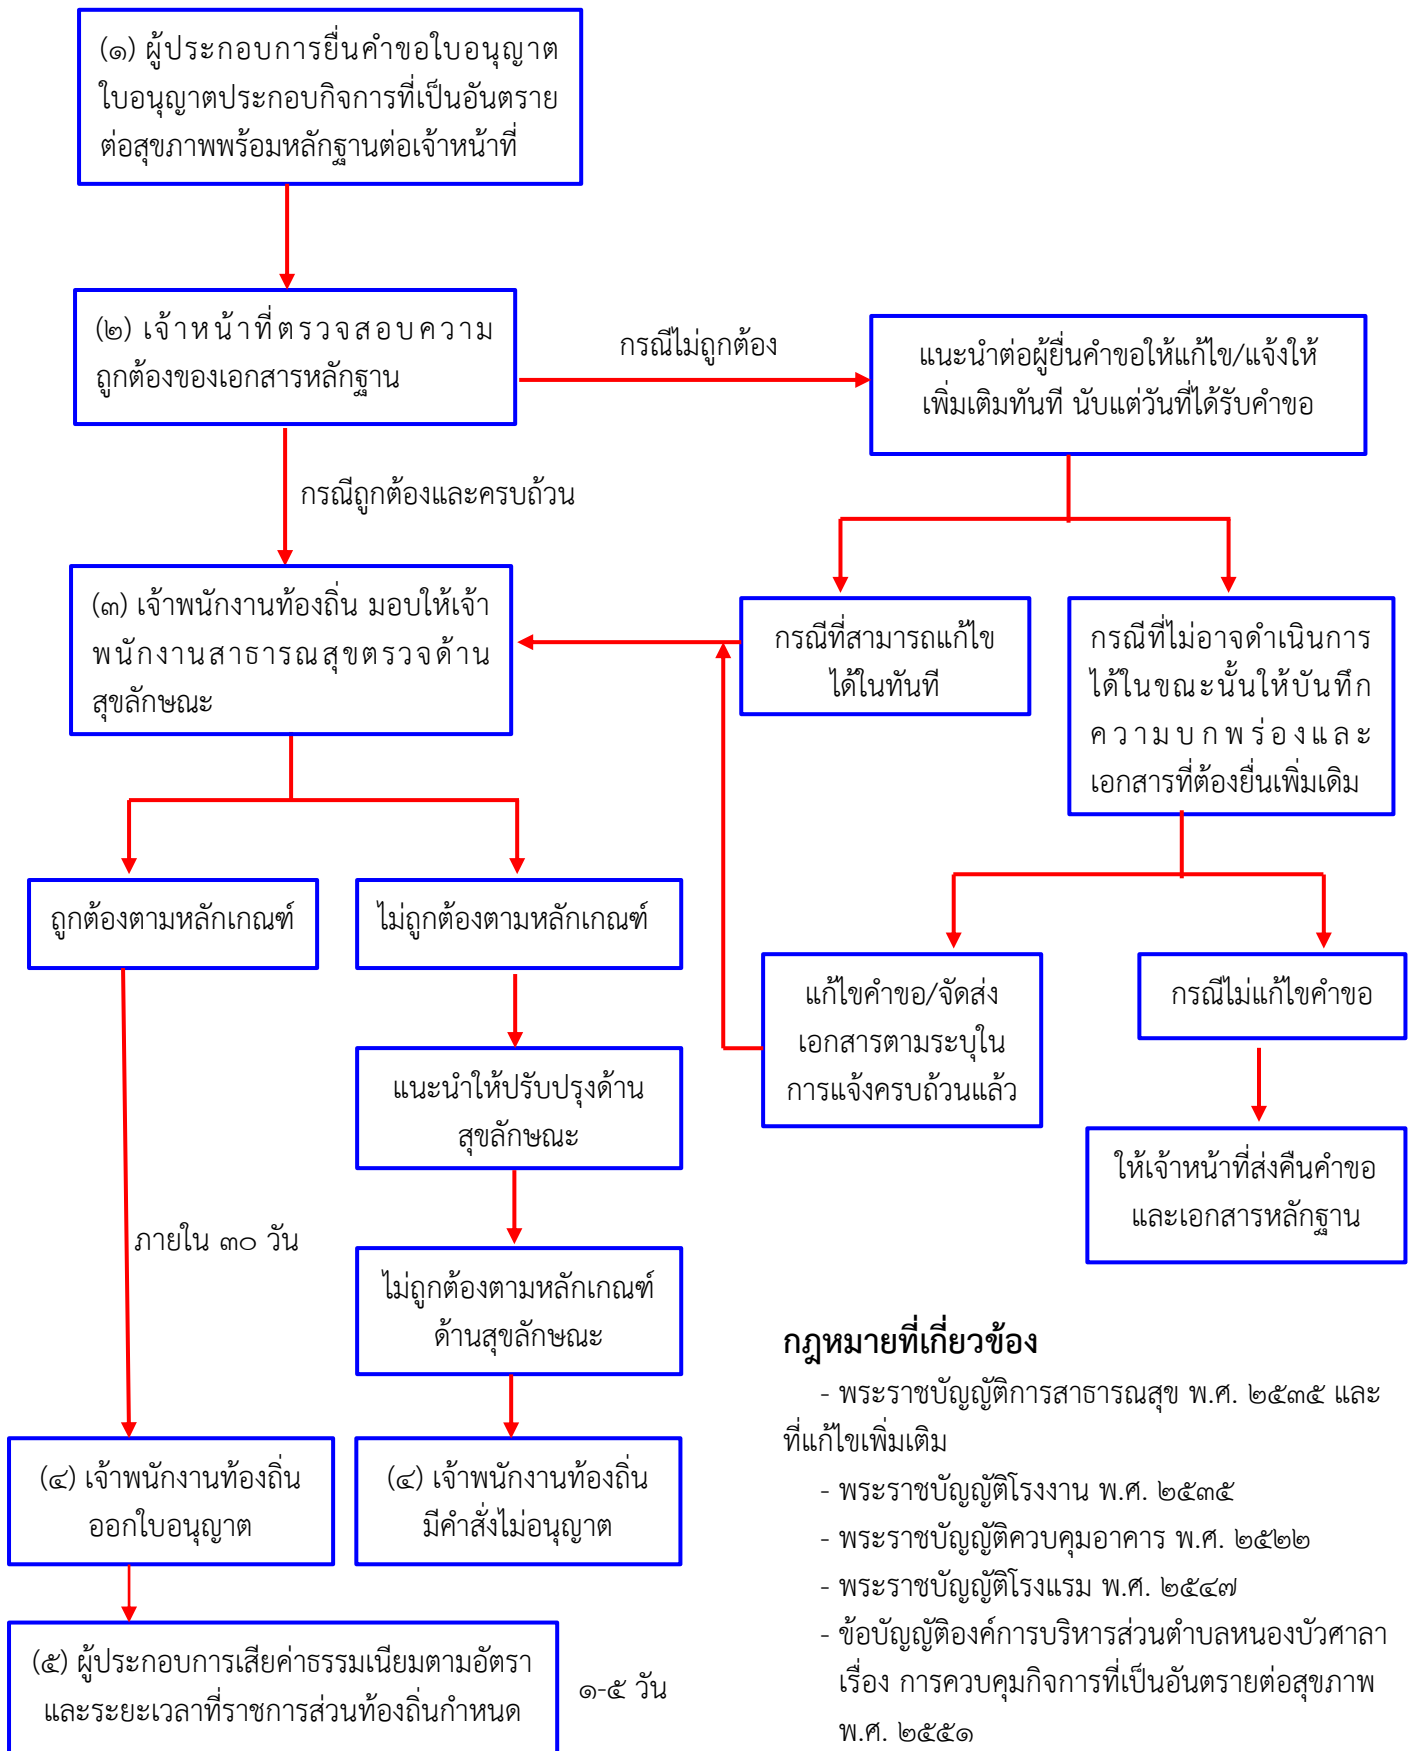 (๑) ผู้ประกอบการยื่นคำขอใบอนุญาต
ใบอนุญาตประกอบกิจการที่เป็นอันตราย
ต่อสุขภาพพร้อมหลักฐานต่อเจ้าหน้าที่
(๒) เจ้าหน้าที่ตรวจสอบความ
ถูกต้องของเอกสารหลักฐาน
กรณีไม่ถูกต้อง
แนะนำต่อผู้ยื่นคำขอให้แก้ไข/แจ้งให้
เพิ่มเติมทันที นับแต่วันที่ได้รับคำขอ
กรณีถูกต้องและครบถ้วน
(๓) เจ้าพนักงานท้องถิ่น มอบให้เจ้า
พนักงานสาธารณสุขตรวจด้าน
สุขลักษณะ
กรณีที่สามารถแก้ไข
ได้ในทันที
กรณีที่ไม่อาจดำเนินการ
ได้ในขณะนั้นให้บันทึก
ความบกพร่องและ
เอกสารที่ต้องยื่นเพิ่มเดิม
ถูกต้องตามหลักเกณฑ์
ไม่ถูกต้องตามหลักเกณฑ์
แก้ไขคำขอ/จัดส่ง
เอกสารตามระบุใน
การแจ้งครบถ้วนแล้ว
กรณีไม่แก้ไขคำขอ
แนะนำให้ปรับปรุงด้าน
สุขลักษณะ
ให้เจ้าหน้าที่ส่งคืนคำขอ
และเอกสารหลักฐาน
ภายใน ๓๐ วัน
ไม่ถูกต้องตามหลักเกณฑ์
ด้านสุขลักษณะ
(๔) เจ้าพนักงานท้องถิ่น
ออกใบอนุญาต
(๔) เจ้าพนักงานท้องถิ่น
มีคำสั่งไม่อนุญาต
(๕) ผู้ประกอบการเสียค่าธรรมเนียมตามอัตรา
และระยะเวลาที่ราชการส่วนท้องถิ่นกำหนด
๑-๕ วัน
กฎหมายที่เกี่ยวข้อง
- พระราชบัญญัติการสาธารณสุข พ.ศ. ๒๕๓๕ และ
ที่แก้ไขเพิ่มเติม
- พระราชบัญญัติโรงงาน พ.ศ. ๒๕๓๕
- พระราชบัญญัติควบคุมอาคาร พ.ศ. ๒๕๒๒
- พระราชบัญญัติโรงแรม พ.ศ. ๒๕๔๗
- ข้อบัญญัติองค์การบริหารส่วนตำบลหนองบัวศาลา
เรื่อง การควบคุมกิจการที่เป็นอันตรายต่อสุขภาพ
พ.ศ. ๒๕๕๑